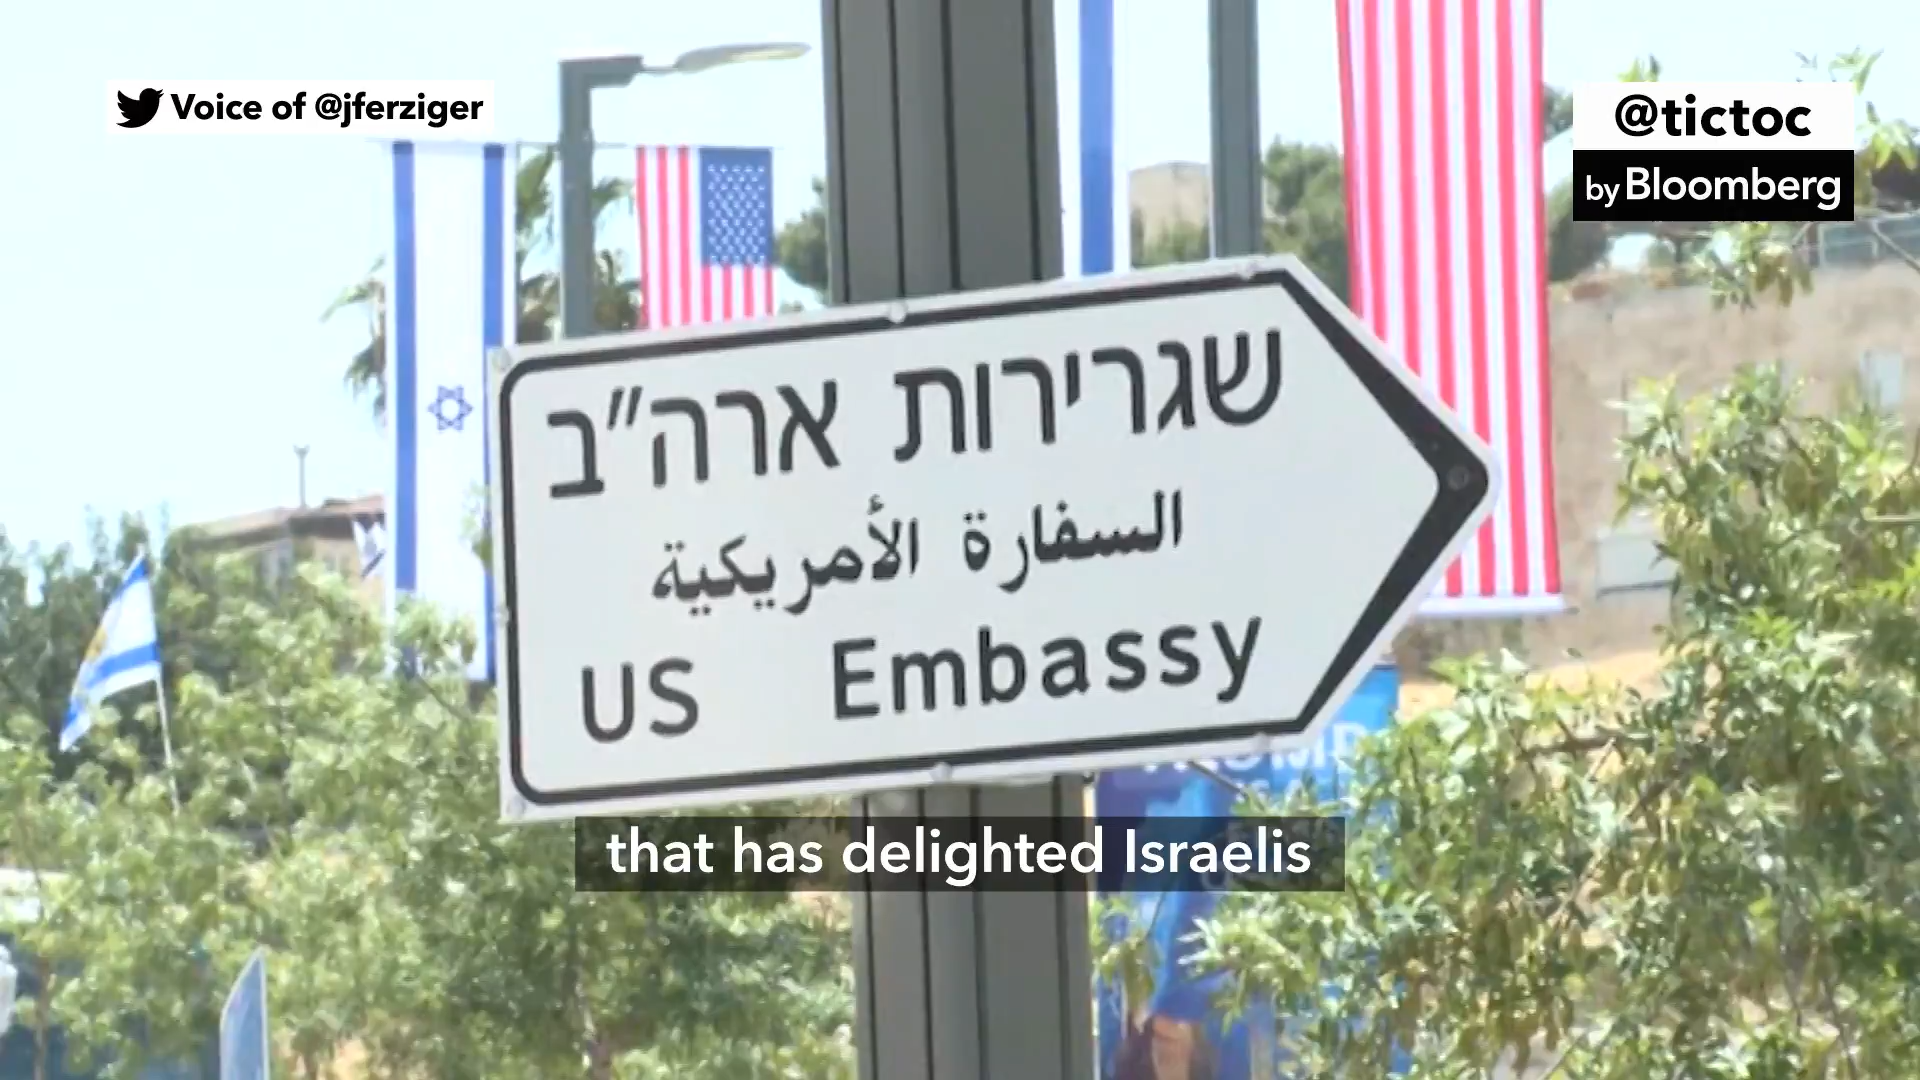 Voice of @jferziger
@tictoc
by Bloomberg
שגרירות ארה"ב
السفارة الأمريكية
US Embassy
that has delighted Israelis